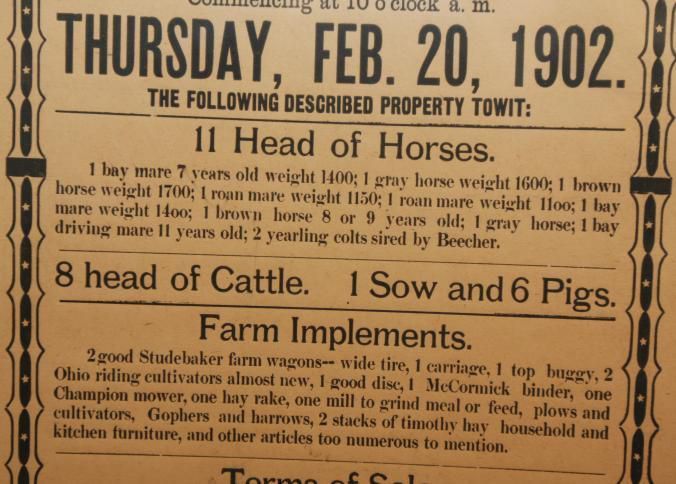 Commencing at 10 o'clock a. m.
THURSDAY, FEB. 20, 1902.
THE FOLLOWING DESCRIBED PROPERTY TOWIT:
11 Head of Horses.
1 bay mare 7 years old weight 1400; 1 gray horse weight 1600; 1 brown
horse weight 1700; 1 roan mare weight 1150; 1 roan mare weight 11oo; 1 bay
mare weight 14oo; 1 brown horse 8 or 9 years old; 1 gray horse; 1 bay
driving mare 11 years old; 2 yearling colts sired by Beecher.
8 head of Cattle. 1 Sow and 6 Pigs.
Farm Implements.
2 good Studebaker farm wagons-- wide tire, 1 carriage, 1 top buggy, 2
Ohio riding cultivators almost new, 1 good disc, 1 McCormick binder, one
Champion mower, one hay rake, one mill to grind meal or feed, plows and
cultivators, Gophers and harrows, 2 stacks of timothy hay household and
kitchen furniture, and other articles too numerous to mention.
Terms of Sale